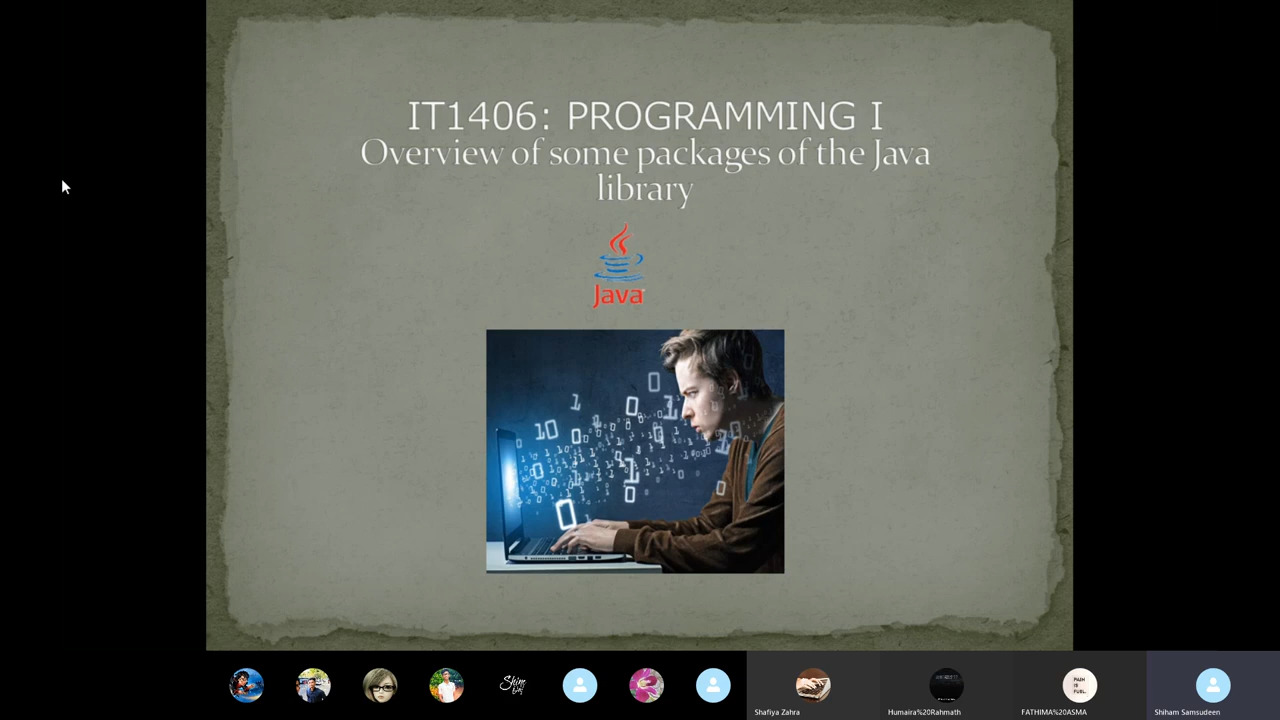 IT1406: PROGRAMMING I
Overview of some packages of the Java
library
Java
Shafiya Zahra
Humaira%20Rahmath
FATHIMA%20ASMA
Shiham Samsudeen